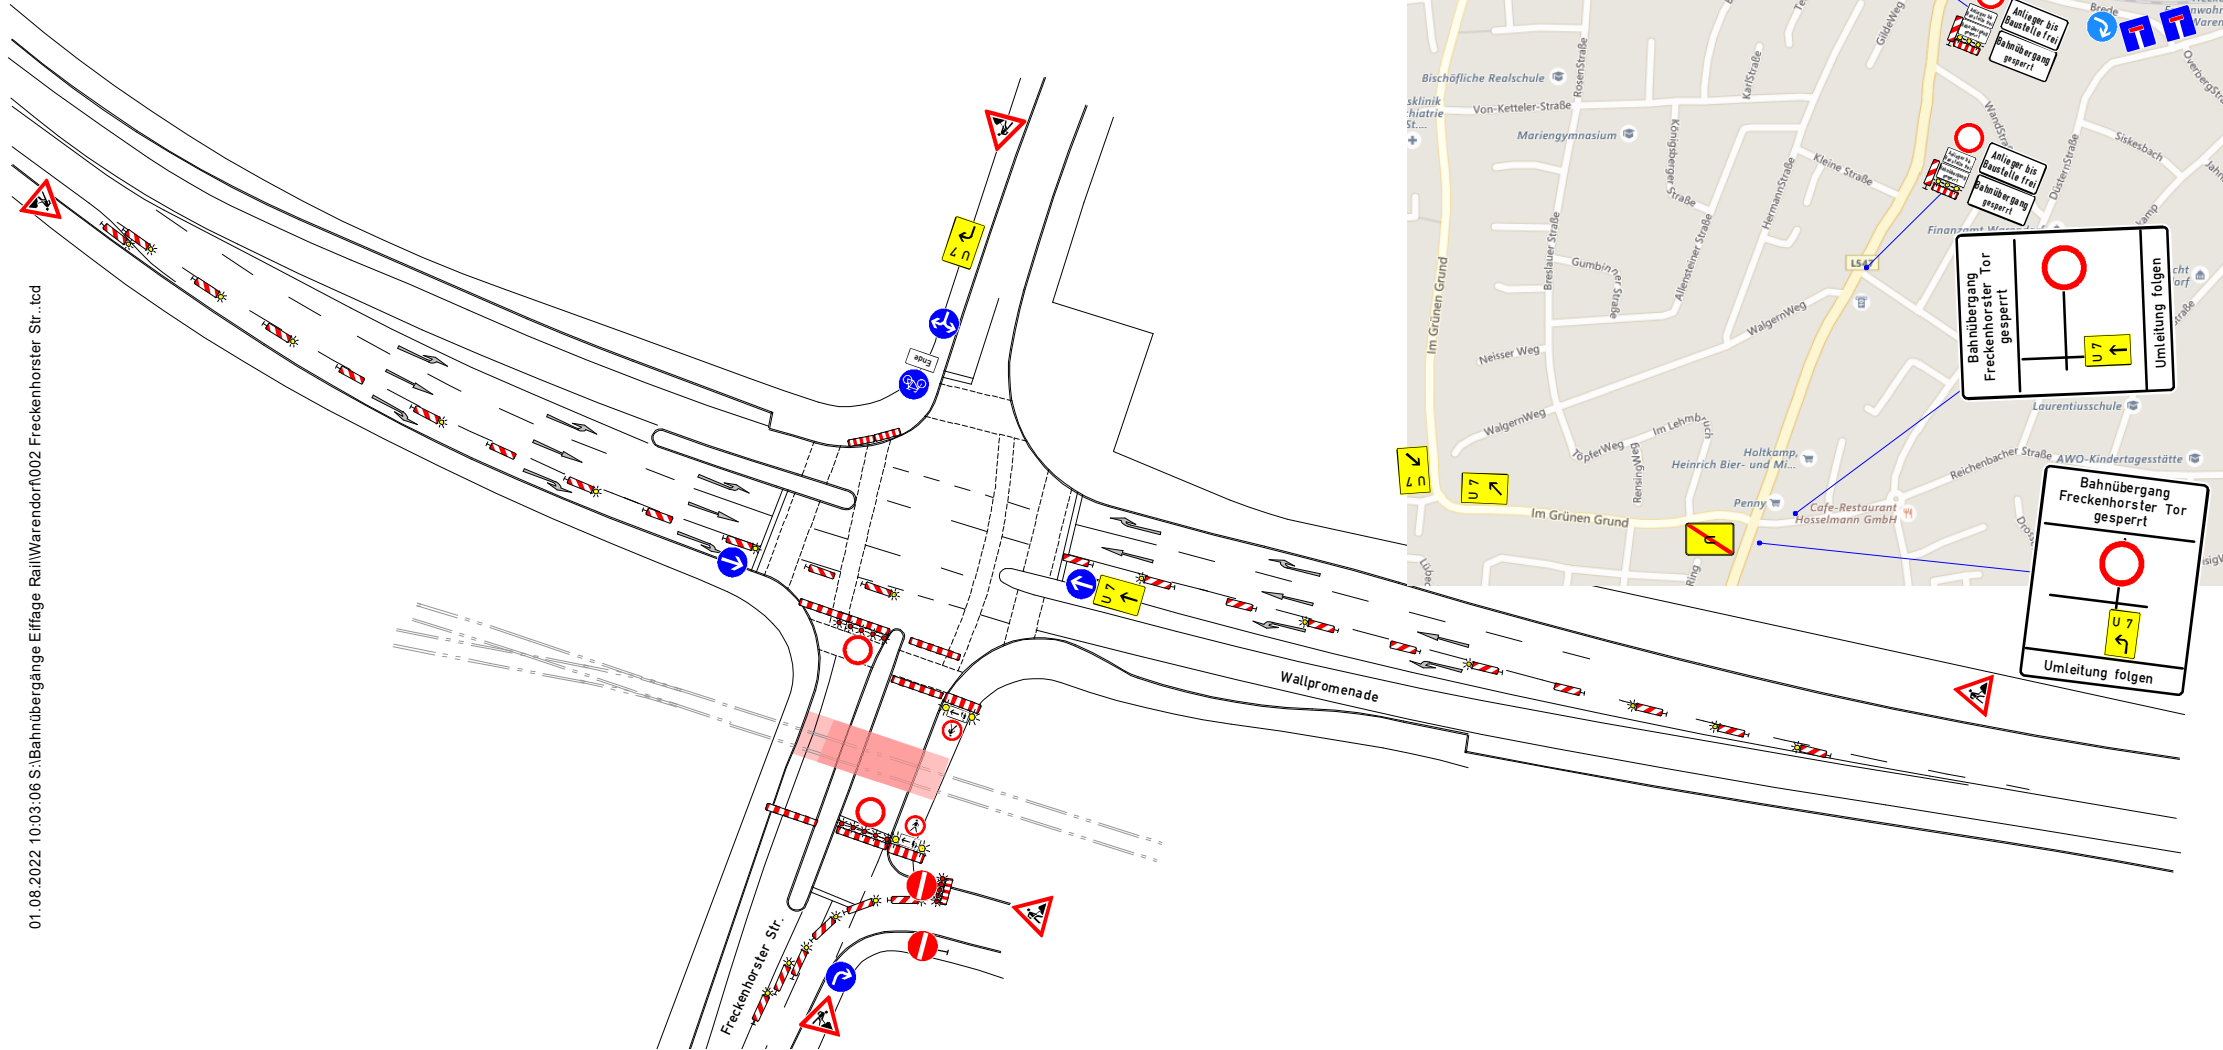 01.08.2022 10:03:06 S:\Bahnübergänge Eiffage Rail\Warendorf\002 Freckenhorster Str..tcd
U 7
Ende
U 7
Wallpromenade
Freckenhorster Str.
Bischöfliche Realschule
Von-Ketteler-Straße
Mariengymnasium
sklinik
St....
RosenStraße
KarlStraße
GildeWeg
Königsberger
Straße
HermannStraße
Kleine Straße
Breslauer Straße
Gumbinner Straße
Allensteiner Straße
WalgernWeg
Im Grünen Grund
Neisser Weg
WalgernWeg
TöpferWeg
Im Lehmbruch
RensingWeg
Im Grünen Grund
Ring
Holtkamp,
Heinrich Bier- und Mi...
Penny
Cafe-Restaurant
Hosselmann GmbH
Reichenbacher Straße
AWO-Kindertagesstätte
Laurentiusschule
L547
Brede
Siskesbach
DüsternStraße
U 7
U 7
U
Anlieger bis
Baustelle frei
Bahnübergang
gesperrt
Anlieger bis
Baustelle frei
Bahnübergang
gesperrt
Bahnübergang
Freckenhorster Tor
gesperrt
U 7
Umleitung folgen
Bahnübergang
Freckenhorster Tor
gesperrt
U 7
Umleitung folgen